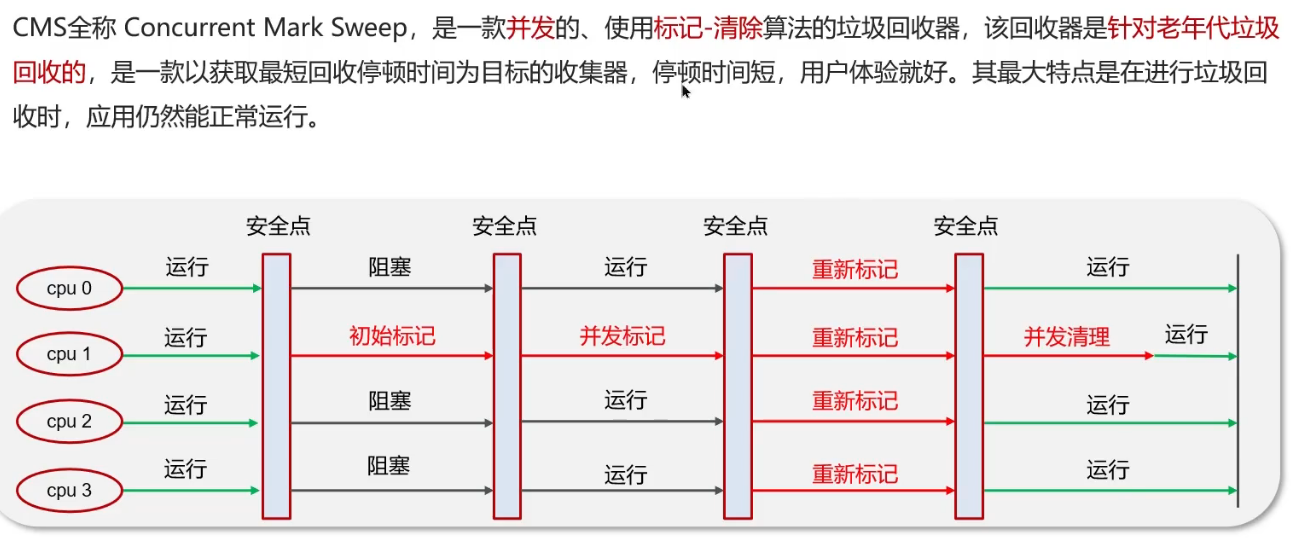 CMS全称 Concurrent Mark Sweep，是一款并发的、使用标记-清除算法的垃圾回收器，该回收器是针对老年代垃圾
回收的，是一款以获取最短回收停顿时间为目标的收集器，停顿时间短，用户体验就好。其最大特点是在进行垃圾回
收时，应用仍然能正常运行。
安全点 安全点 安全点 安全点
cpu 0 运行 阻塞 运行 重新标记 运行
cpu 1 运行 初始标记 并发标记 重新标记 并发清理 运行
cpu 2 运行 阻塞 运行 重新标记 运行
cpu 3 运行 阻塞 运行 重新标记 运行